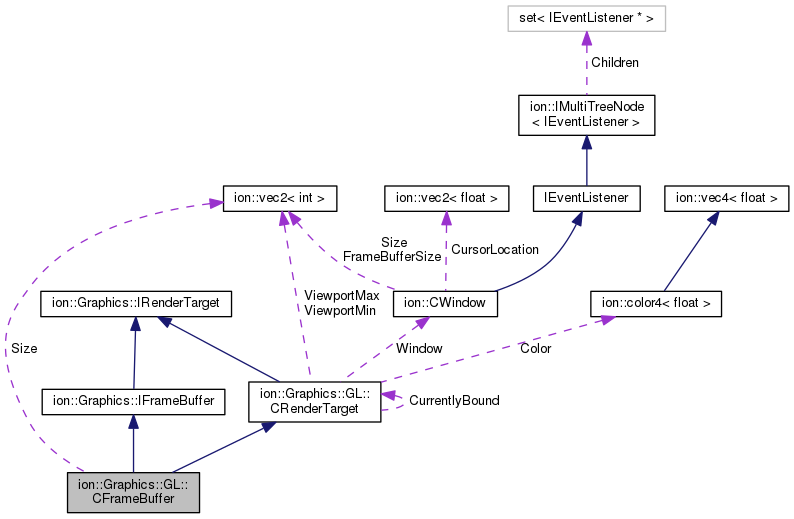 set< IEventListener * >
Children
ion::IMultiTreeNode
< IEventListener >
ion::vec2< int >
ion::vec2< float >
IEventListener
ion::vec4< float >
Size
FrameBufferSize
CursorLocation
ion::Graphics::IRenderTarget
ViewportMax
ViewportMin
ion::CWindow
ion::color4< float >
Size
Window
Color
ion::Graphics::IFrameBuffer
ion::Graphics::GL::
CRenderTarget
CurrentlyBound
ion::Graphics::GL::
CFrameBuffer